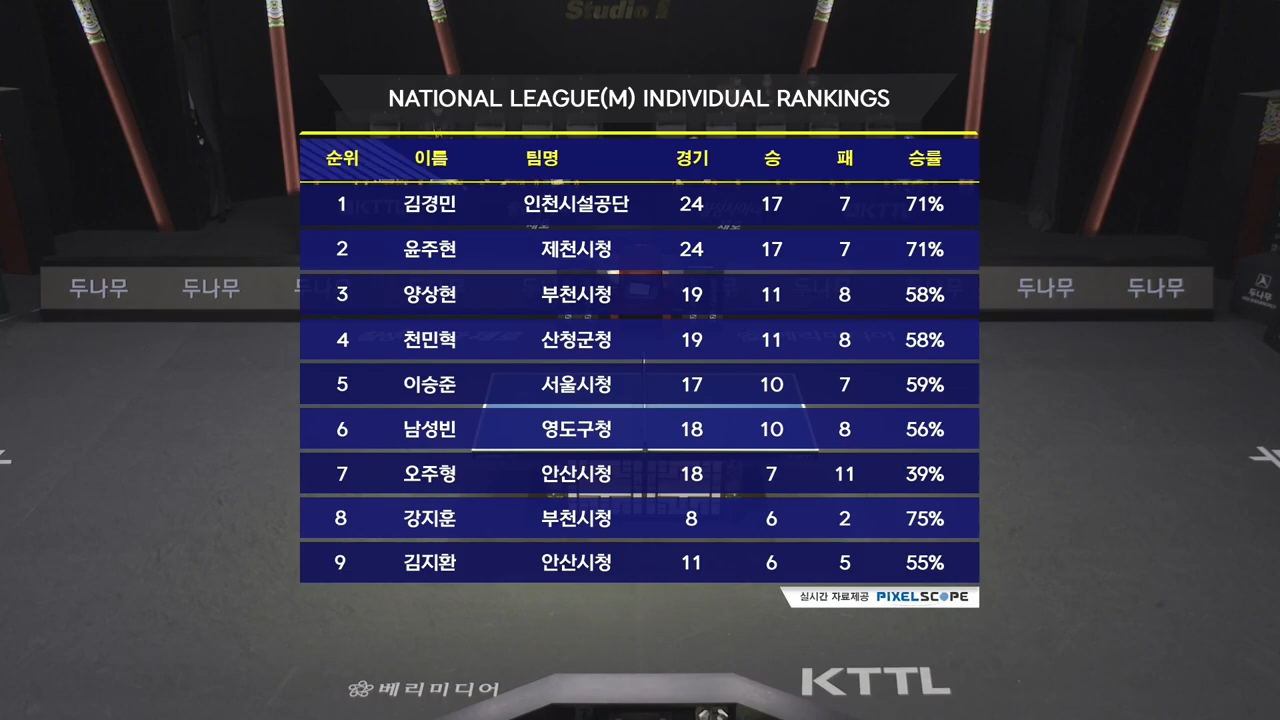 Studio 1
NATIONAL LEAGUE(M) INDIVIDUAL RANKINGS
순위 이름 팀명 경기 승 패 승률
1 김경민 인천시설공단 24 17 7 71%
2 윤주현 제천시청 24 17 7 71%
3 양상현 부천시청 19 11 8 58%
4 천민혁 산청군청 19 11 8 58%
5 이승준 서울시청 17 10 7 59%
6 남성빈 영도구청 18 10 8 56%
7 오주형 안산시청 18 7 11 39%
8 강지훈 부천시청 8 6 2 75%
9 김지환 안산시청 11 6 5 55%
두나무 두나무 두나무 두나무 두나무
실시간 자료제공 PIXELSCOPE
베리미디어 KTTL